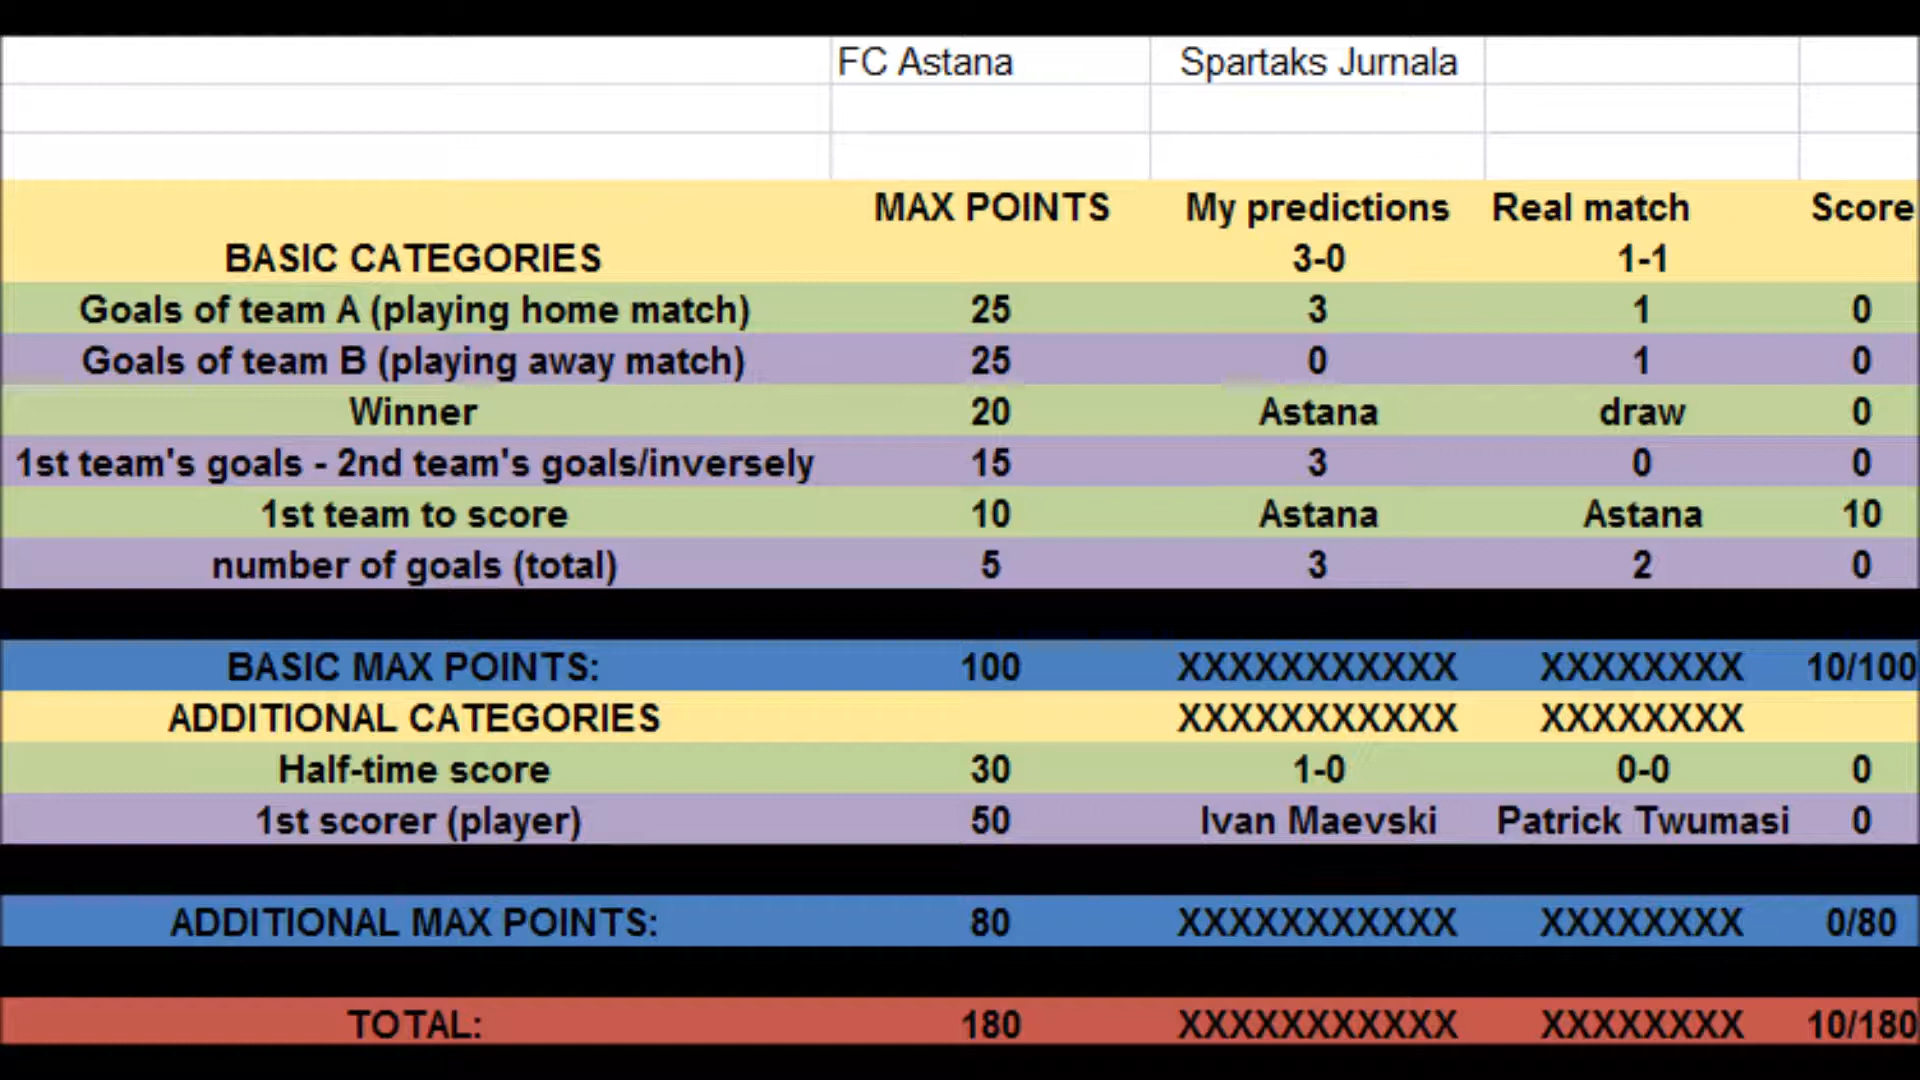 FC Astana Spartaks Jurnala
MAX POINTS My predictions Real match Score
BASIC CATEGORIES 3-0 1-1
Goals of team A (playing home match) 25 3 1 0
Goals of team B (playing away match) 25 0 1 0
Winner 20 Astana draw 0
1st team's goals - 2nd team's goals/inversely 15 3 0 0
1st team to score 10 Astana Astana 10
number of goals (total) 5 3 2 0
BASIC MAX POINTS: 100 XXXXXXXXXXX XXXXXXXX 10/100
ADDITIONAL CATEGORIES XXXXXXXXXXX XXXXXXXX
Half-time score 30 1-0 0-0 0
1st scorer (player) 50 Ivan Maevski Patrick Twumasi 0
ADDITIONAL MAX POINTS: 80 XXXXXXXXXXX XXXXXXXX 0/80
TOTAL: 180 XXXXXXXXXXX XXXXXXXX 10/180